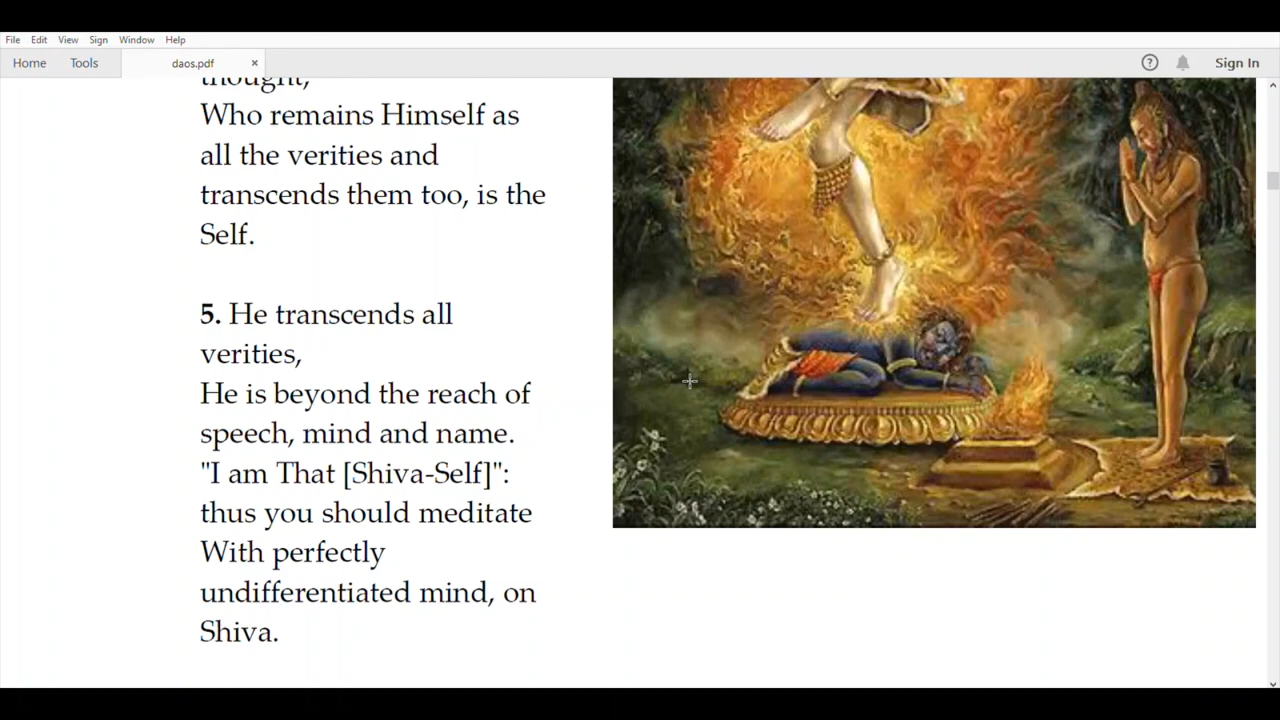 File Edit View Sign Window Help
Home Tools daos.pdf × ? Sign In
thought,
Who remains Himself as
all the verities and
transcends them too, is the
Self.
5. He transcends all
verities,
He is beyond the reach of
speech, mind and name.
"I am That [Shiva-Self]":
thus you should meditate
With perfectly
undifferentiated mind, on
Shiva.